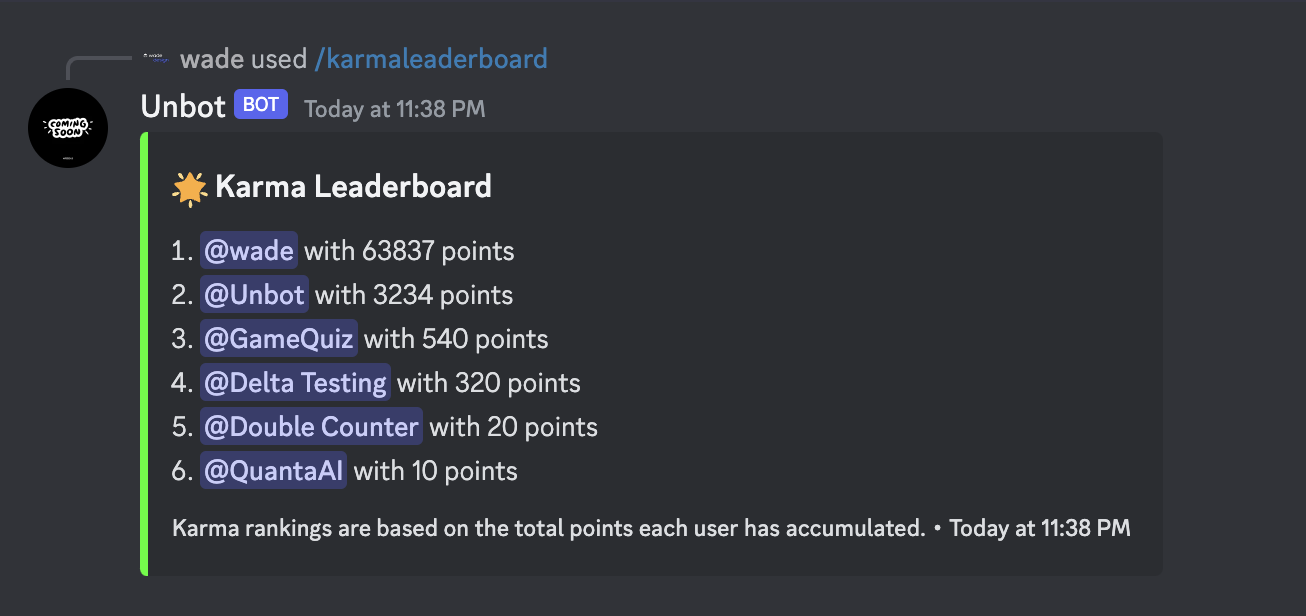 wade used /karmaleaderboard
Unbot BOT Today at 11:38 PM
COMING
SOON
Karma Leaderboard
1. @wade with 63837 points
2. @Unbot with 3234 points
3. @GameQuiz with 540 points
4. @Delta Testing with 320 points
5. @Double Counter with 20 points
6. @QuantaAI with 10 points
Karma rankings are based on the total points each user has accumulated. • Today at 11:38 PM